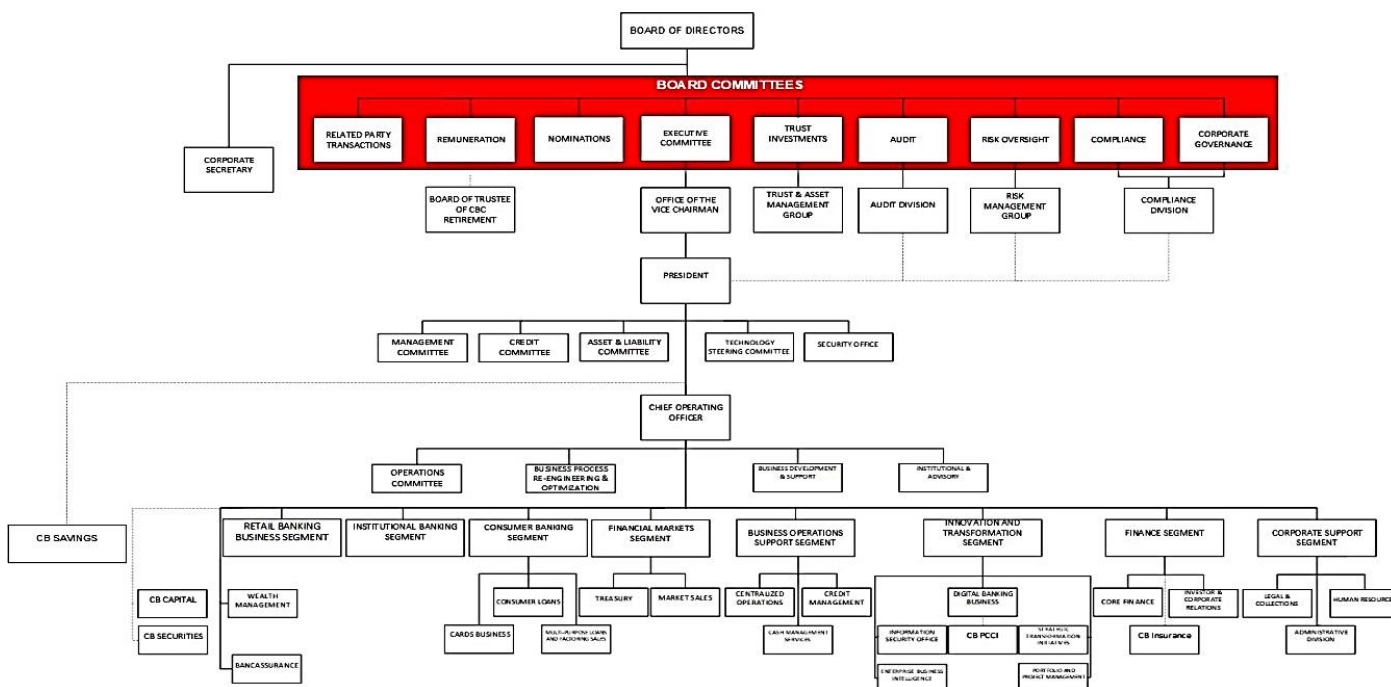 BOARD OF DIRECTORS
BOARD COMMITTEES
RELATED PARTY
TRANSACTIONS
REMUNERATION
NOMINATIONS
EXECUTIVE
COMMITTEE
TRUST
INVESTMENTS
AUDIT
RISK OVERSIGHT
COMPLIANCE
CORPORATE
GOVERNANCE
CORPORATE
SECRETARY
BOARD OF TRUSTEE
OF CBC
RETIREMENT
OFFICE OF THE
VICE CHAIRMAN
TRUST & ASSET
MANAGEMENT
GROUP
AUDIT DIVISION
RISK
MANAGEMENT
GROUP
COMPLIANCE
DIVISION
PRESIDENT
MANAGEMENT
COMMITTEE
CREDIT
COMMITTEE
ASSET & LIABILITY
COMMITTEE
TECHNOLOGY
STEERING COMMITTEE
SECURITY OFFICE
CHIEF OPERATING
OFFICER
OPERATIONS
COMMITTEE
BUSINESS PROCESS
RE-ENGINEERING &
OPTIMIZATION
BUSINESS DEVELOPMENT
& SUPPORT
INSTITUTIONAL &
ADVISORY
CB SAVINGS
RETAIL BANKING
BUSINESS SEGMENT
INSTITUTIONAL BANKING
SEGMENT
CONSUMER BANKING
SEGMENT
FINANCIAL MARKETS
SEGMENT
BUSINESS OPERATIONS
SUPPORT SEGMENT
INNOVATION AND
TRANSFORMATION
SEGMENT
FINANCE SEGMENT
CORPORATE SUPPORT
SEGMENT
CB CAPITAL
WEALTH
MANAGEMENT
CONSUMER LOANS
TREASURY
MARKET SALES
CENTRALIZED
OPERATIONS
CREDIT
MANAGEMENT
DIGITAL BANKING
BUSINESS
CORE FINANCE
INVESTOR &
CORPORATE
RELATIONS
LEGAL &
COLLECTIONS
HUMAN RESOURCE
CB SECURITIES
CARDS BUSINESS
MULTI-PURPOSE LOANS
AND FACTORING SALES
CASH MANAGEMENT
SERVICES
INFORMATION
SECURITY OFFICE
CB PCCI
STRATEGIC
TRANSFORMATION
INITIATIVES
CB Insurance
ADMINISTRATIVE
DIVISION
BANCASSURANCE
ENTERPRISE BUSINESS
INTELLIGENCE
PORTFOLIO AND
PROJECT MANAGEMENT